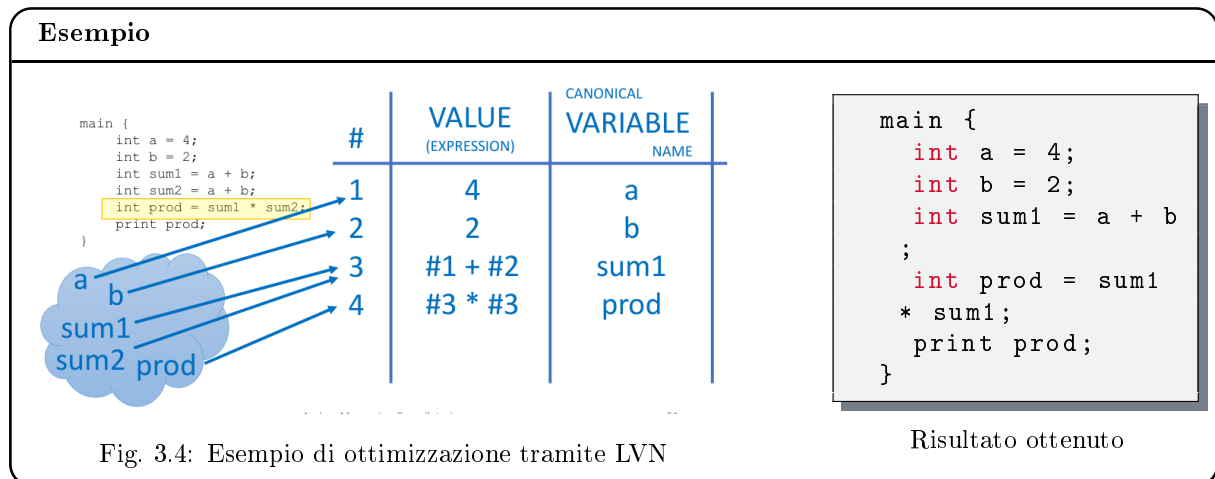 Esempio
main {
int a = 4;
int b = 2;
int sum1 = a + b;
int sum2 = a + b;
int prod = sum1 * sum2;
print prod;
}
a
b
sum1
sum2 prod
# VALUE (EXPRESSION) CANONICAL VARIABLE NAME
1 4 a
2 2 b
3 #1 + #2 sum1
4 #3 * #3 prod
Fig. 3.4: Esempio di ottimizzazione tramite LVN
main {
int a = 4;
int b = 2;
int sum1 = a + b
;
int prod = sum1
* sum1;
print prod;
}
Risultato ottenuto